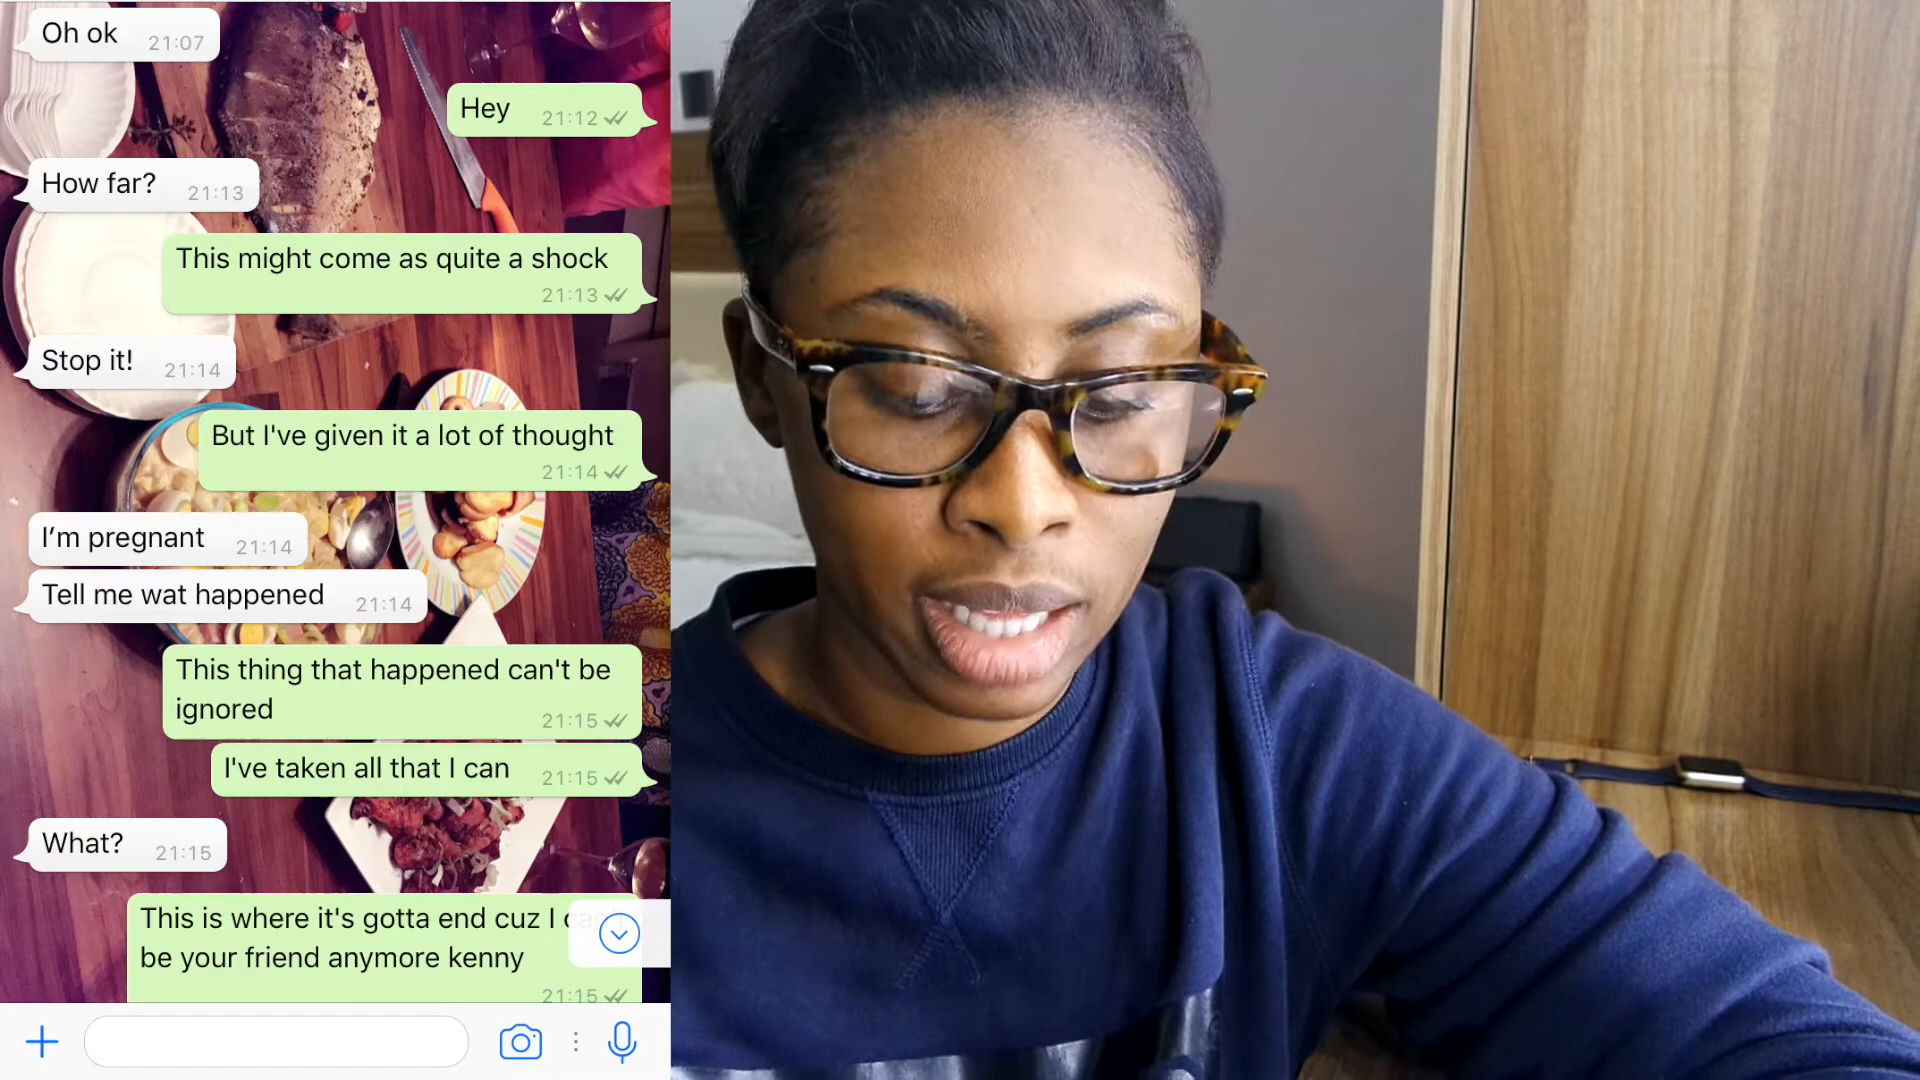 Oh ok 21:07
Hey 21:12
How far? 21:13
This might come as quite a shock
21:13
Stop it! 21:14
But I've given it a lot of thought
21:14
I’m pregnant 21:14
Tell me wat happened 21:14
This thing that happened can't be
ignored 21:15
I've taken all that I can 21:15
What? 21:15
This is where it's gotta end cuz I
be your friend anymore kenny
21:15